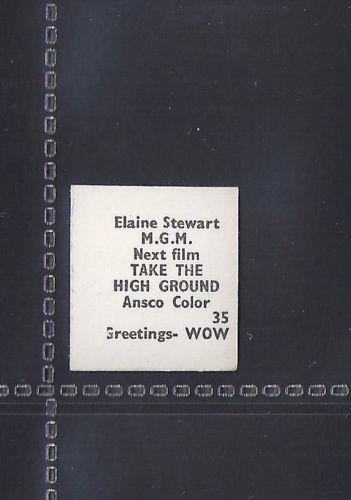 Elaine Stewart
M.G.M.
Next film
TAKE THE
HIGH GROUND
Ansco Color
35
Greetings- WOW